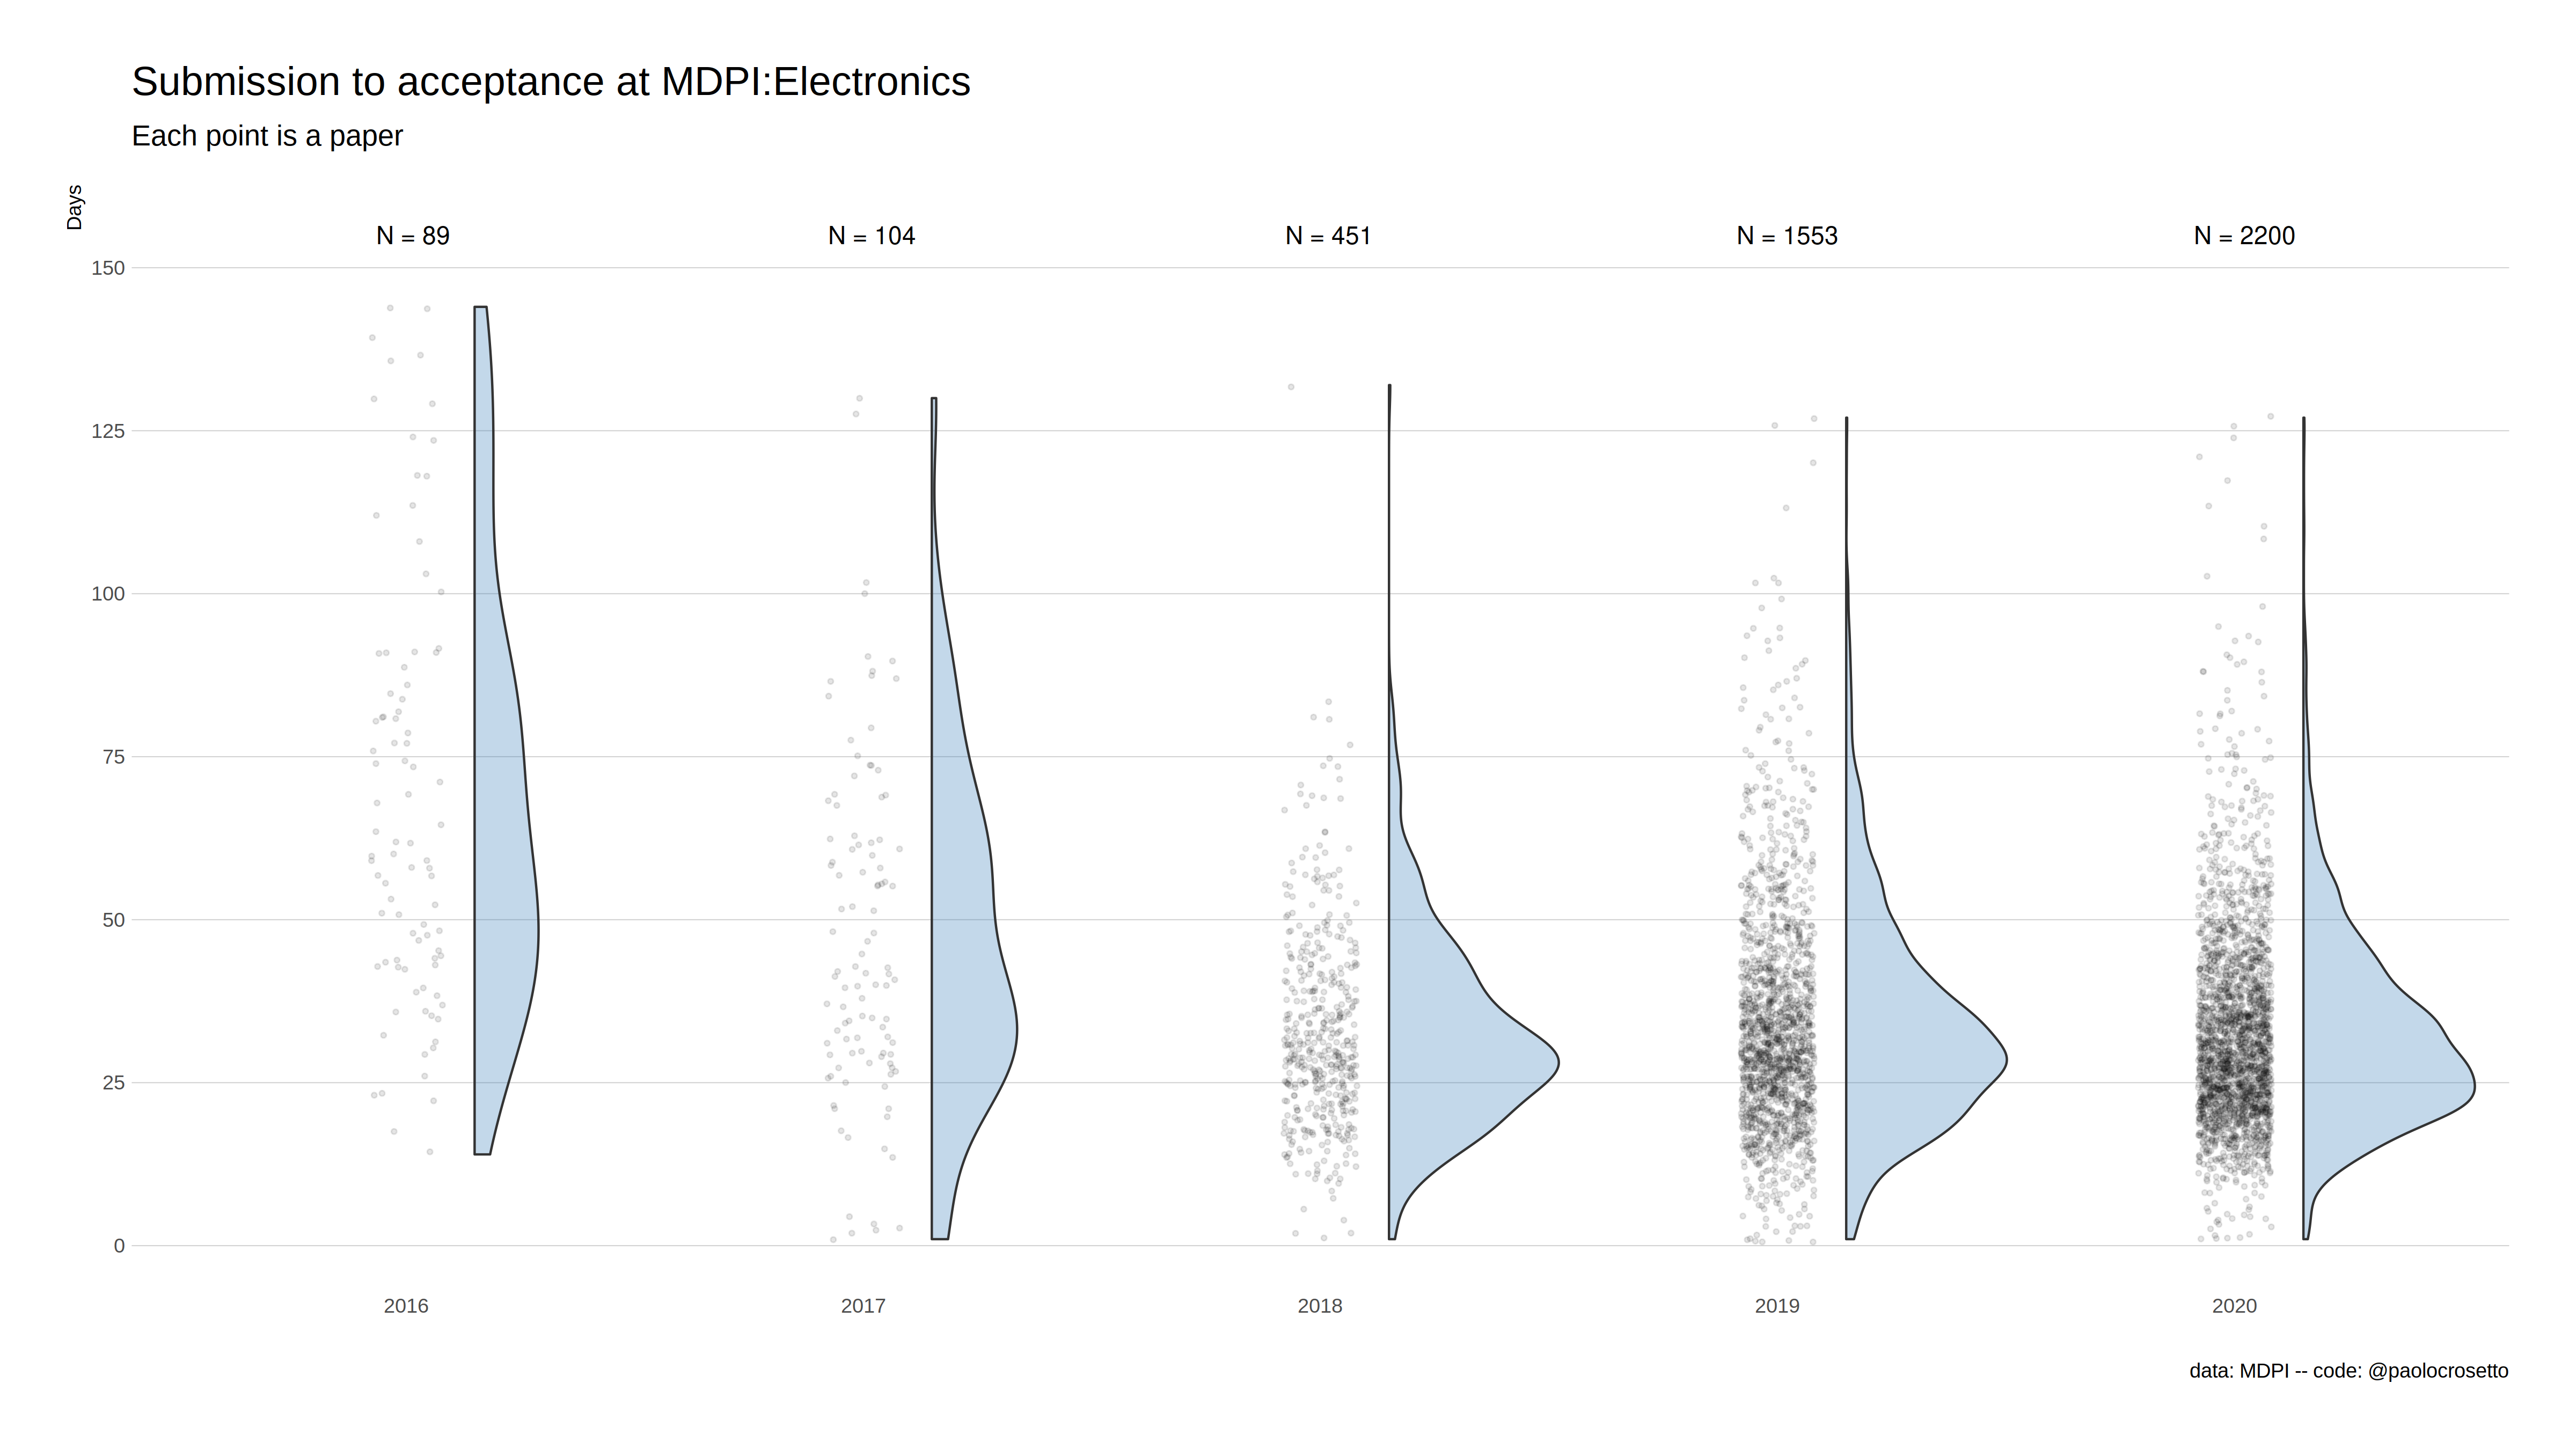 Submission to acceptance at MDPI:Electronics
Each point is a paper
Days
N = 89 N = 104 N = 451 N = 1553 N = 2200
150
125
100
75
50
25
0
2016 2017 2018 2019 2020
data: MDPI -- code: @paolocrosetto